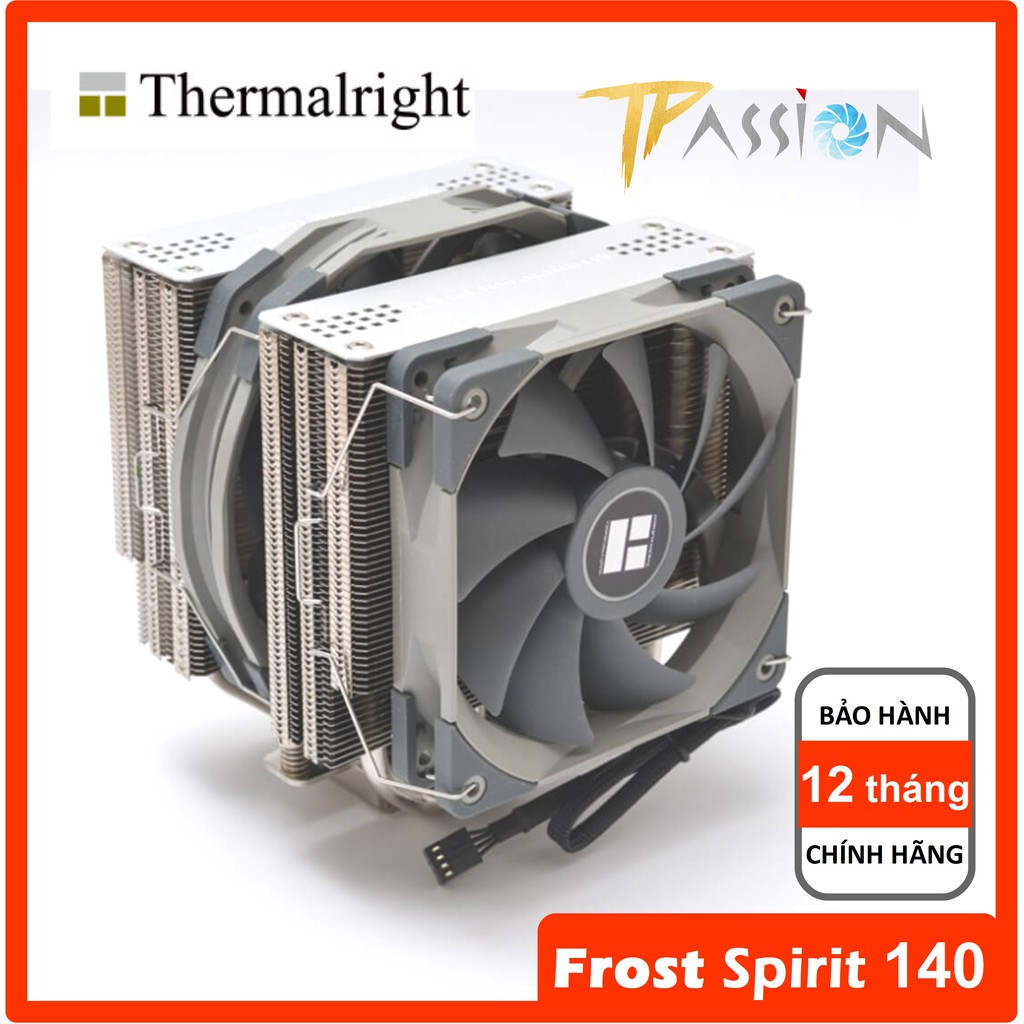 Thermalright
TPASSION
BẢO HÀNH
12 tháng
CHÍNH HÃNG
Frost Spirit 140